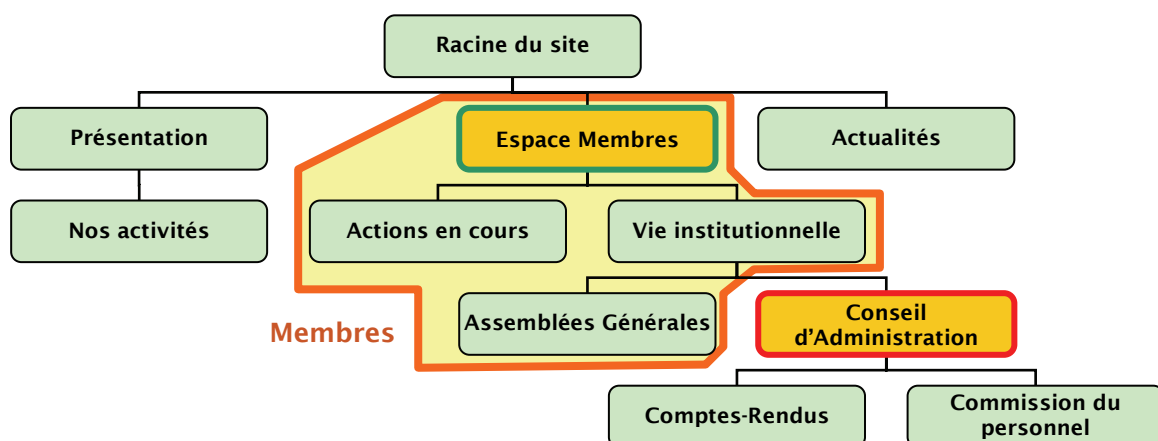 Racine du site
Présentation
Espace Membres
Actualités
Nos activités
Actions en cours
Vie institutionnelle
Membres
Assemblées Générales
Conseil
d'Administration
Comptes-Rendus
Commission du
personnel